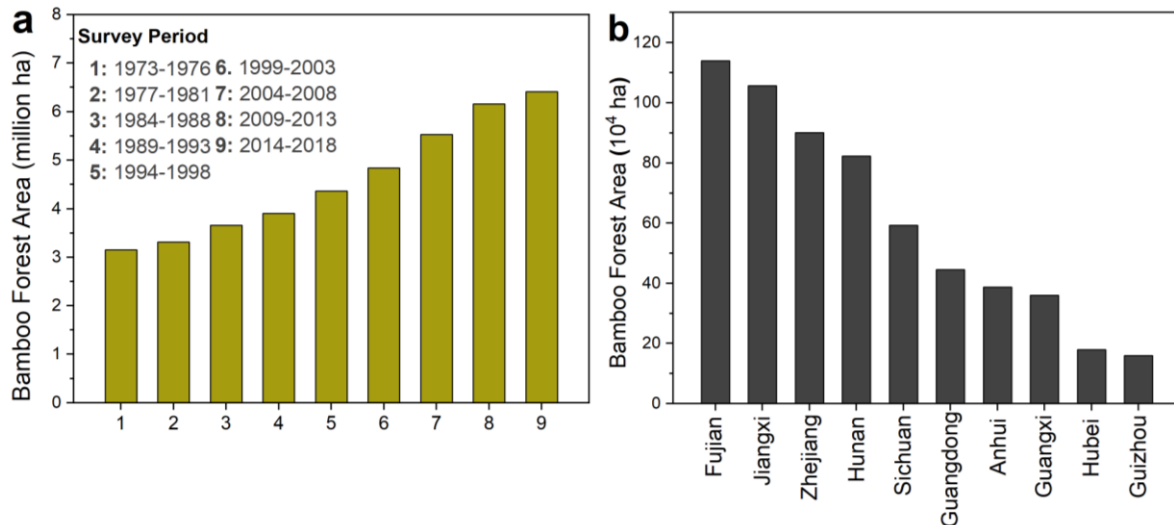 a
Bamboo Forest Area (million ha)
8
7
6
5
4
3
2
1
0
Survey Period
1: 1973-1976 6. 1999-2003
2: 1977-1981 7: 2004-2008
3: 1984-1988 8: 2009-2013
4: 1989-1993 9: 2014-2018
5: 1994-1998
1 2 3 4 5 6 7 8 9
b
Bamboo Forest Area (10⁴ ha)
120
100
80
60
40
20
0
Fujian
Jiangxi
Zhejiang
Hunan
Sichuan
Guangdong
Anhui
Guangxi
Hubei
Guizhou